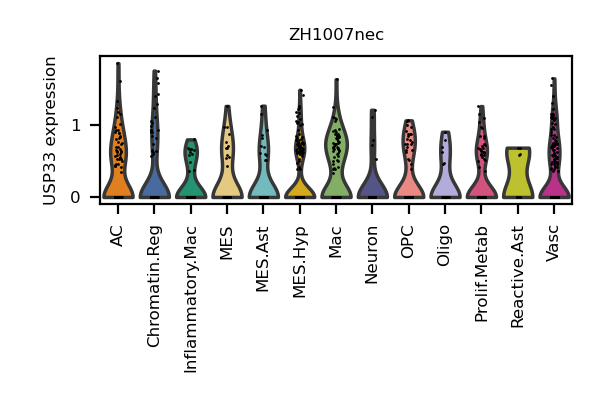 ZH1007nec
USP33 expression
1
0
AC
Chromatin.Reg
Inflammatory.Mac
MES
MES.Ast
MES.Hyp
Mac
Neuron
OPC
Oligo
Prolif.Metab
Reactive.Ast
Vasc